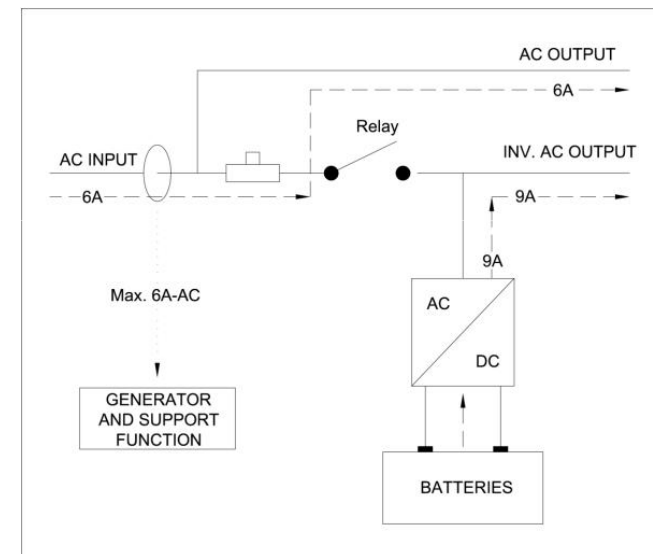 AC OUTPUT
6A
Relay
AC INPUT
INV. AC OUTPUT
6A
9A
9A
Max. 6A-AC
AC
DC
GENERATOR
AND SUPPORT
FUNCTION
BATTERIES